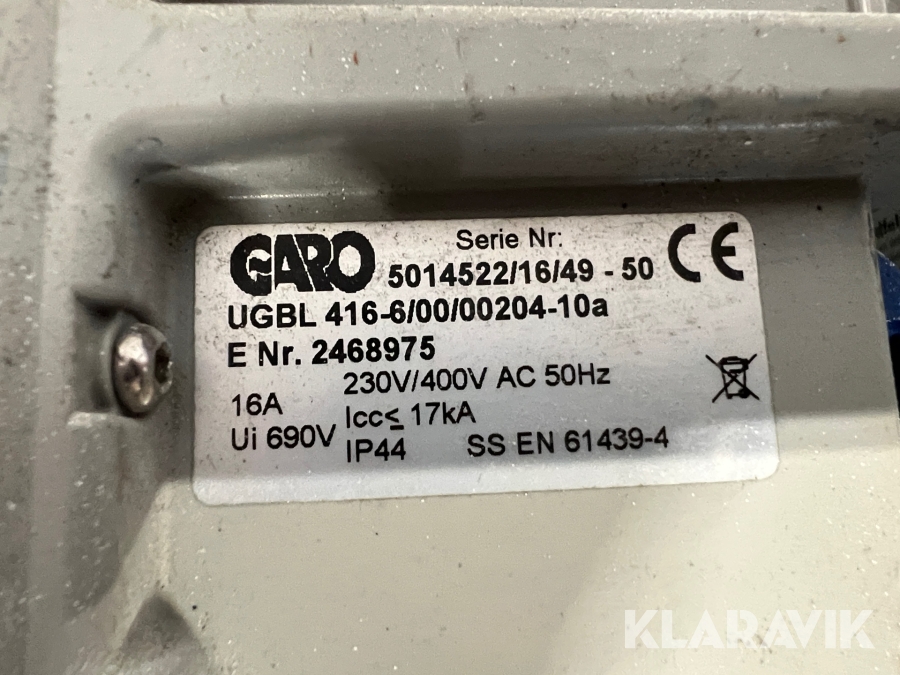 GARO
Serie Nr:
5014522/16/49 - 50
CE
UGBL 416-6/00/00204-10a
E Nr. 2468975
230V/400V AC 50Hz
16A
Icc≤ 17kA
Ui 690V
IP44 SS EN 61439-4
KLARAVIK